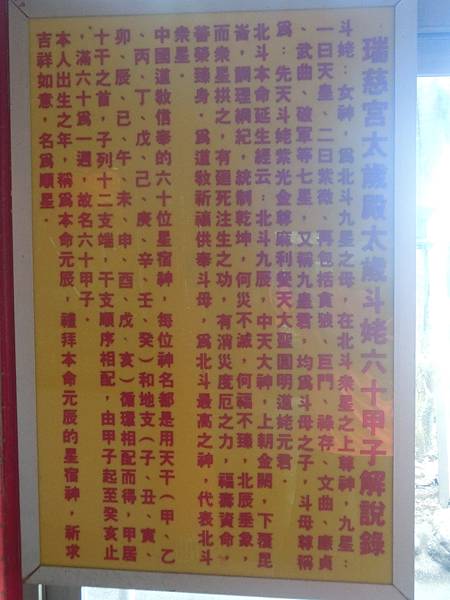 瑞慈宮太歲殿太歲斗姥六十甲子解說錄
斗姥：女神，為北斗九星之母，在北斗衆星之上尊神，九星：
一曰天皇、二曰紫微、再包括貪狼、巨門、祿存、文曲、廉貞
、武曲、破軍等七星，又稱九皇君，均為斗母之子，斗母尊稱
為：先天斗姥紫光金尊摩利攴天大聖圓明道姥元君．
北斗本命延生經云：北斗九辰，中天大神，上朝金闕，下覆昆
崙，調理綱紀，統制乾坤，何災不滅，何福不臻，北辰垂象，
而衆星拱之，有迴死注生之功，有消災度厄之力，福壽資命，
善榮臻身．為道教祈禱供奉斗母，為北斗最高之神，代表北斗
衆星．
中國道教信奉的六十位星宿神，每位神名都是用天干（甲、乙
、丙、丁、戊、己、庚、辛、壬、癸）和地支（子、丑、寅、
卯、辰、巳、午、未、申、酉、戌、亥）循環相配而得，甲居
十干之首，子列十二支端，干支順序相配，由甲子起至癸亥止
，滿六十為一週，故名六十甲子．
本人出生之年，稱為本命元辰，禮拜本命元辰的星宿神，祈求
吉祥如意，名為順星．